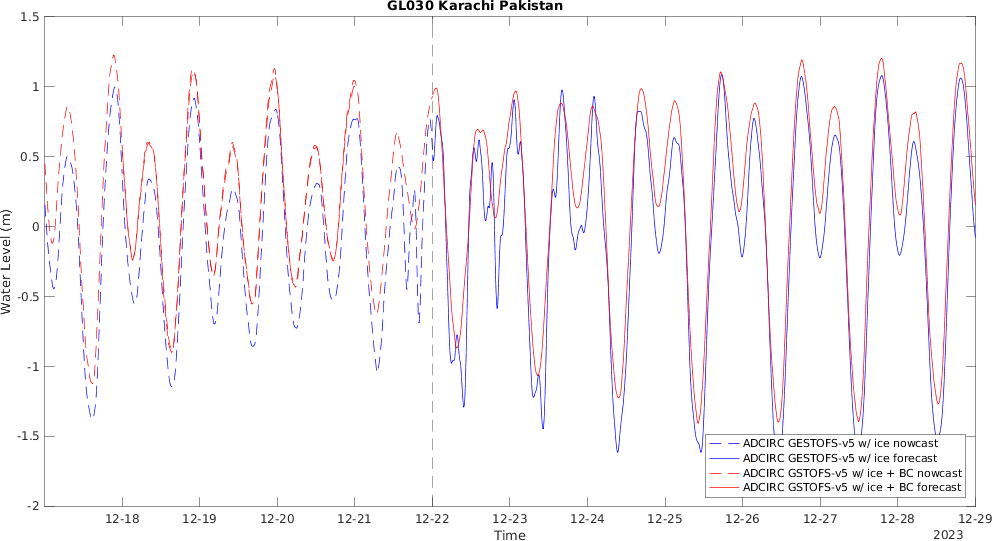 GL030 Karachi Pakistan
1.5
1
0.5
0
-0.5
-1
-1.5
-2
Water Level (m)
12-18 12-19 12-20 12-21 12-22 12-23 12-24 12-25 12-26 12-27 12-28 12-29
Time
2023
ADCIRC GESTOFS-v5 w/ ice nowcast
ADCIRC GESTOFS-v5 w/ ice forecast
ADCIRC GSTOFS-v5 w/ ice + BC nowcast
ADCIRC GSTOFS-v5 w/ ice + BC forecast